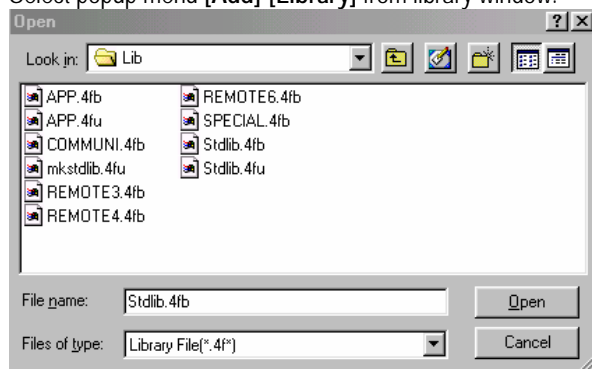 Select popup menu [Add]-[Library] from library window.
Open
Look in: Lib
APP.4fb
APP.4fu
COMMUNI.4fb
mkstdlib.4fu
REMOTE3.4fb
REMOTE4.4fb
REMOTE6.4fb
SPECIAL.4fb
Stdlib.4fb
Stdlib.4fu
File name: Stdlib.4fb
Open
Files of type: Library File(*.4f*)
Cancel